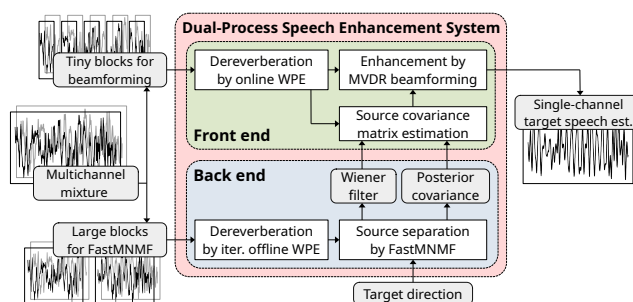 Dual-Process Speech Enhancement System
Tiny blocks for
beamforming
Dereverberation
by online WPE
Enhancement by
MVDR beamforming
Source covariance
matrix estimation
Front end
Single-channel
target speech est.
Multichannel
mixture
Back end
Wiener
filter
Posterior
covariance
Large blocks
for FastMNMF
Dereverberation
by iter. offline WPE
Source separation
by FastMNMF
Target direction